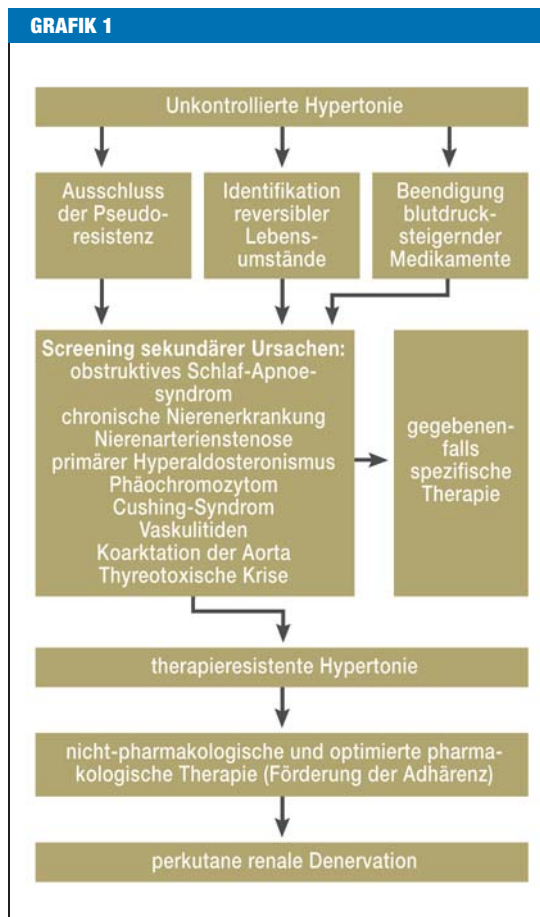 GRAFIK 1
Unkontrollierte Hypertonie
Ausschluss
der Pseudo-
resistenz
Identifikation
reversibler
Lebens-
umstände
Beendigung
blutdruck-
steigernder
Medikamente
Screening sekundärer Ursachen:
obstruktives Schlaf-Apnoe-
syndrom
chronische Nierenerkrankung
Nierenarterienstenose
primärer Hyperaldosteronismus
Phäochromozytom
Cushing-Syndrom
Vaskulitiden
Koarktation der Aorta
Thyreotoxische Krise
gegebenen-
falls
spezifische
Therapie
therapieresistente Hypertonie
nicht-pharmakologische und optimierte pharma-
kologische Therapie (Förderung der Adhärenz)
perkutane renale Denervation